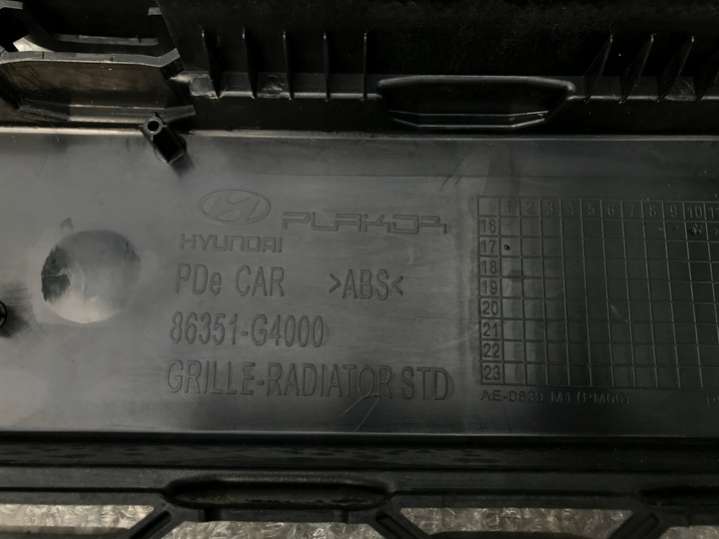 PLAKOR
HYUNDAI
PDe CAR >ABS<
86351-G4000
GRILLE-RADIATOR STD
1 2 3 4 5 6 7 8 9 10
16
17
18
19
20
21
22
23